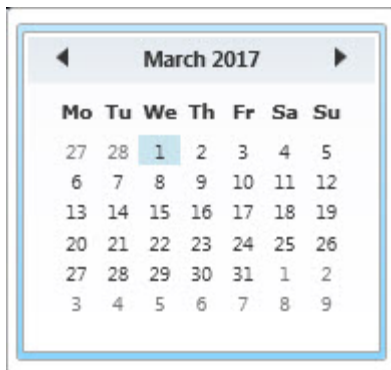 March 2017
Mo Tu We Th Fr Sa Su
27 28 1 2 3 4 5
6 7 8 9 10 11 12
13 14 15 16 17 18 19
20 21 22 23 24 25 26
27 28 29 30 31 1 2
3 4 5 6 7 8 9